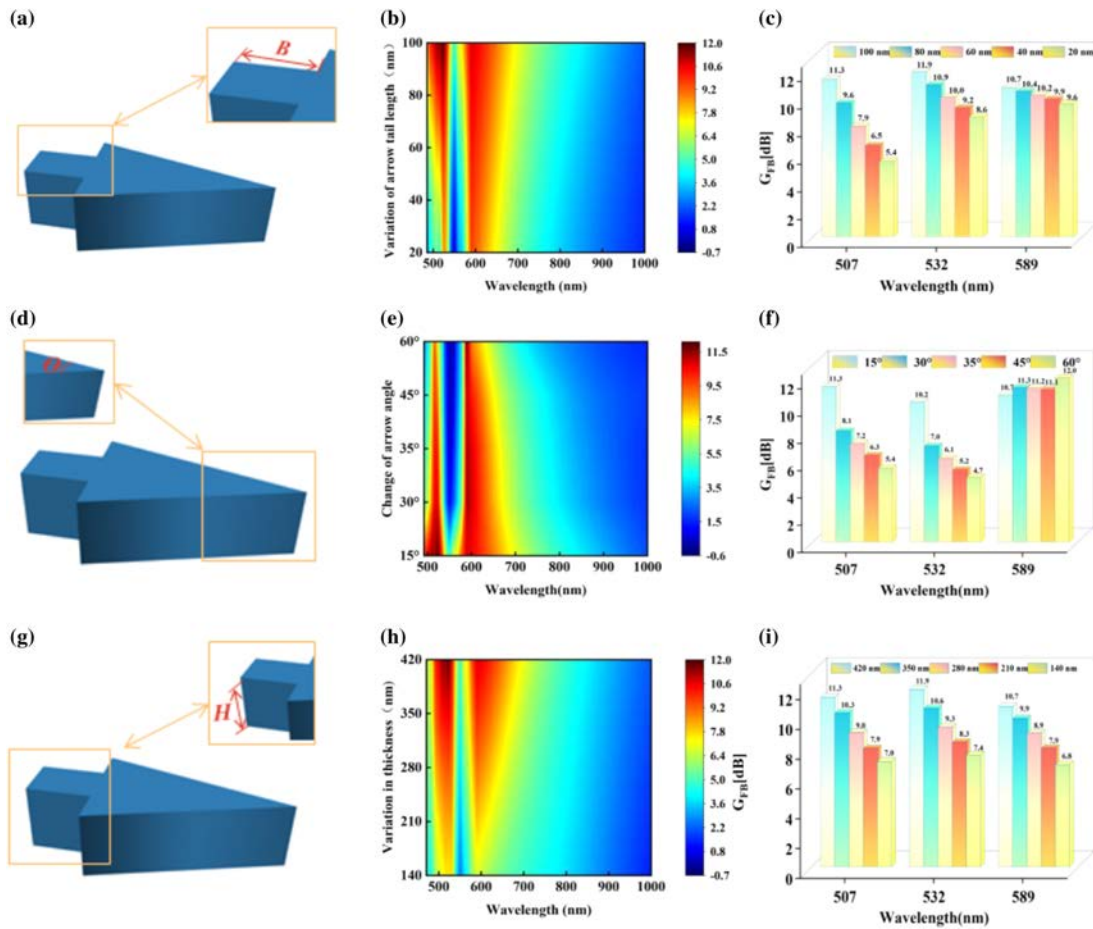 (a)
B
(b)
Variation of arrow tail length (nm)
100
80
60
40
20
500 600 700 800 900 1000
Wavelength (nm)
12.0
10.6
9.2
7.8
6.4
5.0
3.6
2.2
0.8
-0.7
(c)
100 nm 80 nm 60 nm 40 nm 20 nm
G_FB[dB]
12
10
8
6
4
2
0
11.3 9.6 7.9 6.5 5.4
11.9 10.9 10.0 9.2 8.6
10.7 10.4 10.2 9.9 9.6
507 532 589
Wavelength (nm)
(d)
(e)
Change of arrow angle
60°
45°
35°
30°
15°
500 600 700 800 900 1000
Wavelength(nm)
11.5
9.5
7.5
5.5
3.5
1.5
-0.6
(f)
15° 30° 35° 45° 60°
G_FB[dB]
12
10
8
6
4
2
0
11.3 8.1 7.2 6.3 5.4
10.2 7.0 6.1 5.2 4.7
10.7 11.3 11.2 11.1 12.0
507 532 589
Wavelength(nm)
(g)
H
(h)
Variation in thickness (nm)
420
350
280
210
140
500 600 700 800 900 1000
Wavelength (nm)
12.0
10.6
9.2
7.8
6.4
5.0
3.6
2.2
0.8
-0.7
G_FB[dB]
(i)
420 nm 350 nm 280 nm 210 nm 140 nm
12
10
8
6
4
2
0
11.3 10.3 9.0 7.9 7.0
11.9 10.6 9.3 8.3 7.4
10.7 9.9 8.9 7.9 6.8
507 532 589
Wavelength(nm)